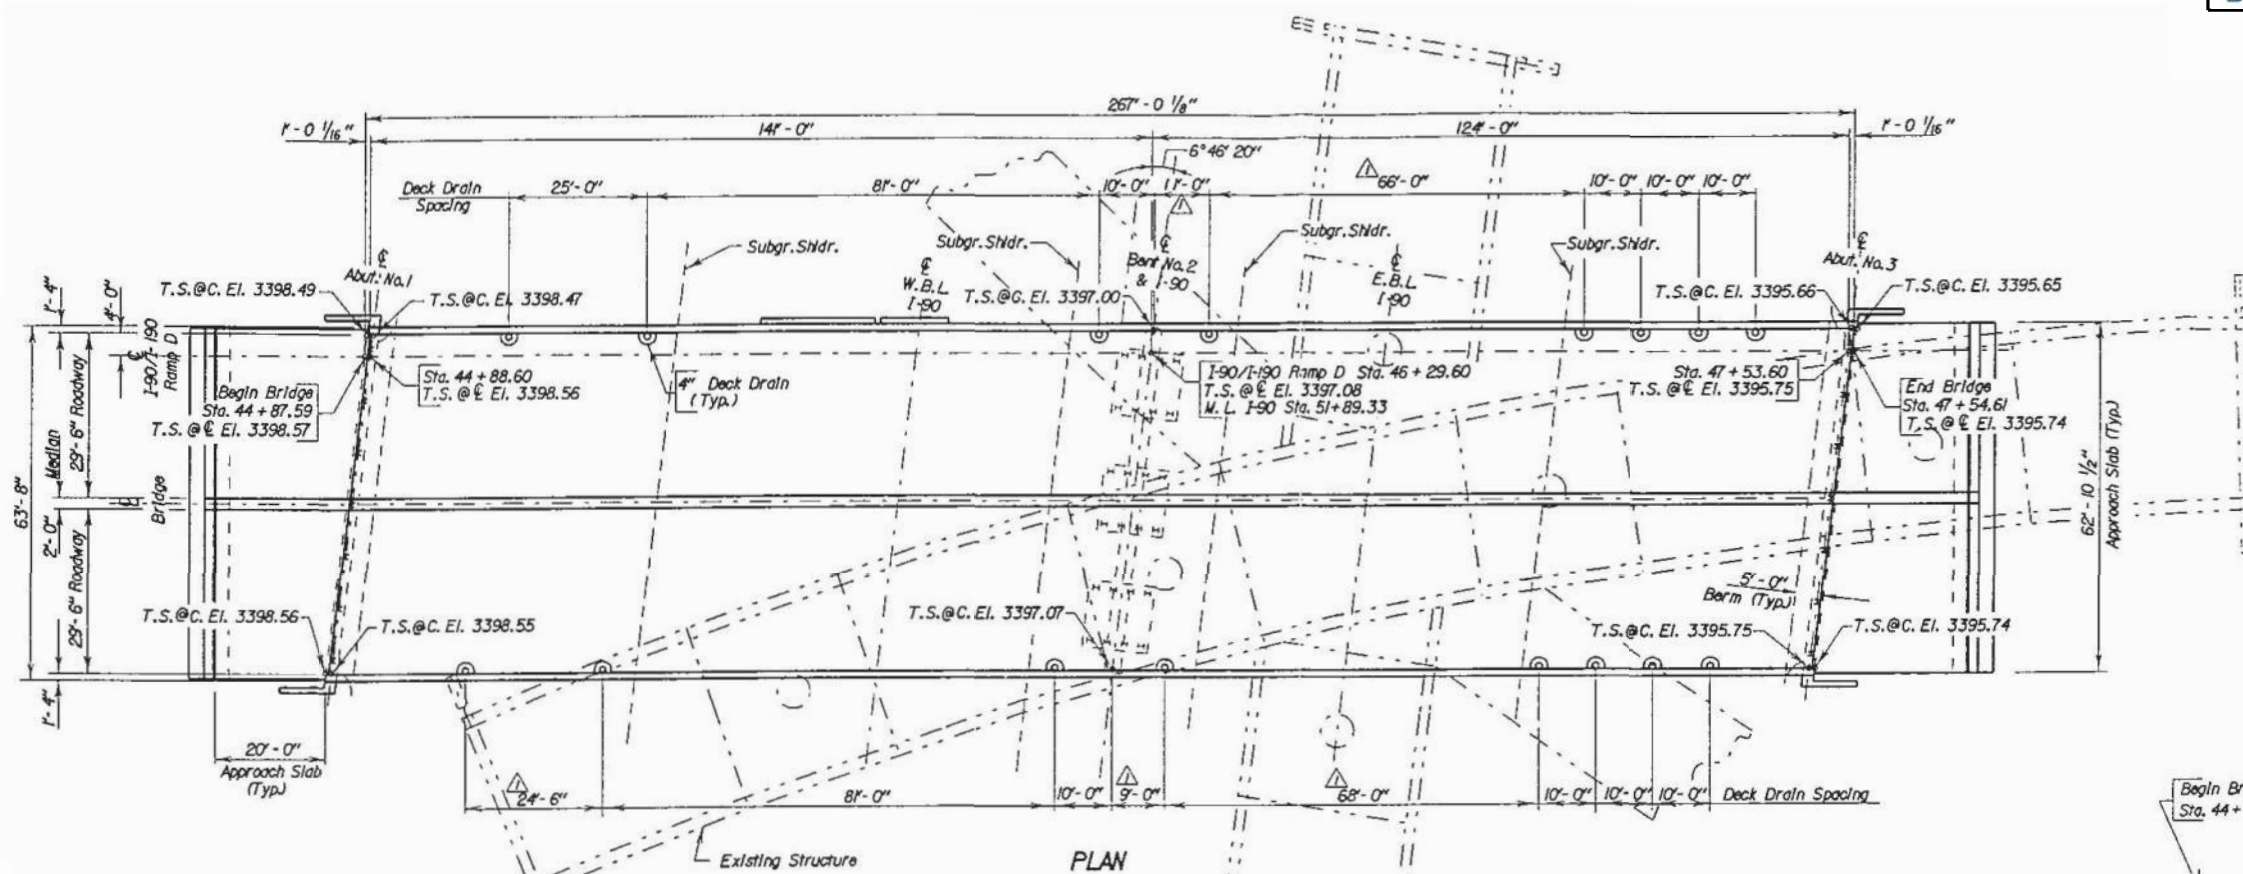 267'-0 1/8"
1'-0 1/16"
141'-0"
124'-0"
1'-0 1/16"
6°46'20"
Deck Drain
Spacing
25'-0"
81'-0"
10'-0"
11'-0"
1
66'-0"
10'-0"
10'-0"
10'-0"
1
Subgr. Shldr.
Subgr. Shldr.
Subgr. Shldr.
Subgr. Shldr.
℄
Abut. No. 1
℄
W.B.L.
I-90
℄
Bent No. 2
& I-90
℄
E.B.L.
I-90
℄
Abut. No. 3
T.S.@C. El. 3398.49
T.S.@C. El. 3398.47
T.S.@C. El. 3397.00
T.S.@C. El. 3395.66
T.S.@C. El. 3395.65
1'-4"
4'-0"
℄
I-90/I-190
Ramp D
Begin Bridge
Sta. 44+87.59
T.S.@ ℄ El. 3398.57
Sta. 44+88.60
T.S.@ ℄ El. 3398.56
4" Deck Drain
(Typ.)
I-90/I-190 Ramp D Sta. 46+29.60
T.S.@ ℄ El. 3397.08
M.L. I-90 Sta. 51+89.33
Sta. 47+53.60
T.S.@ ℄ El. 3395.75
End Bridge
Sta. 47+54.61
T.S.@ ℄ El. 3395.74
63'-8"
29'-6" Roadway
Median
2'-0"
℄
Bridge
29'-6" Roadway
1'-4"
62'-10 1/2"
Approach Slab (Typ.)
5'-0"
Berm (Typ.)
T.S.@C. El. 3398.56
T.S.@C. El. 3398.55
T.S.@C. El. 3397.07
T.S.@C. El. 3395.75
T.S.@C. El. 3395.74
20'-0"
Approach Slab
(Typ.)
1
24'-6"
81'-0"
10'-0"
1
9'-0"
1
68'-0"
10'-0"
10'-0"
10'-0"
Deck Drain Spacing
Existing Structure
PLAN
Begin Br
Sta. 44+